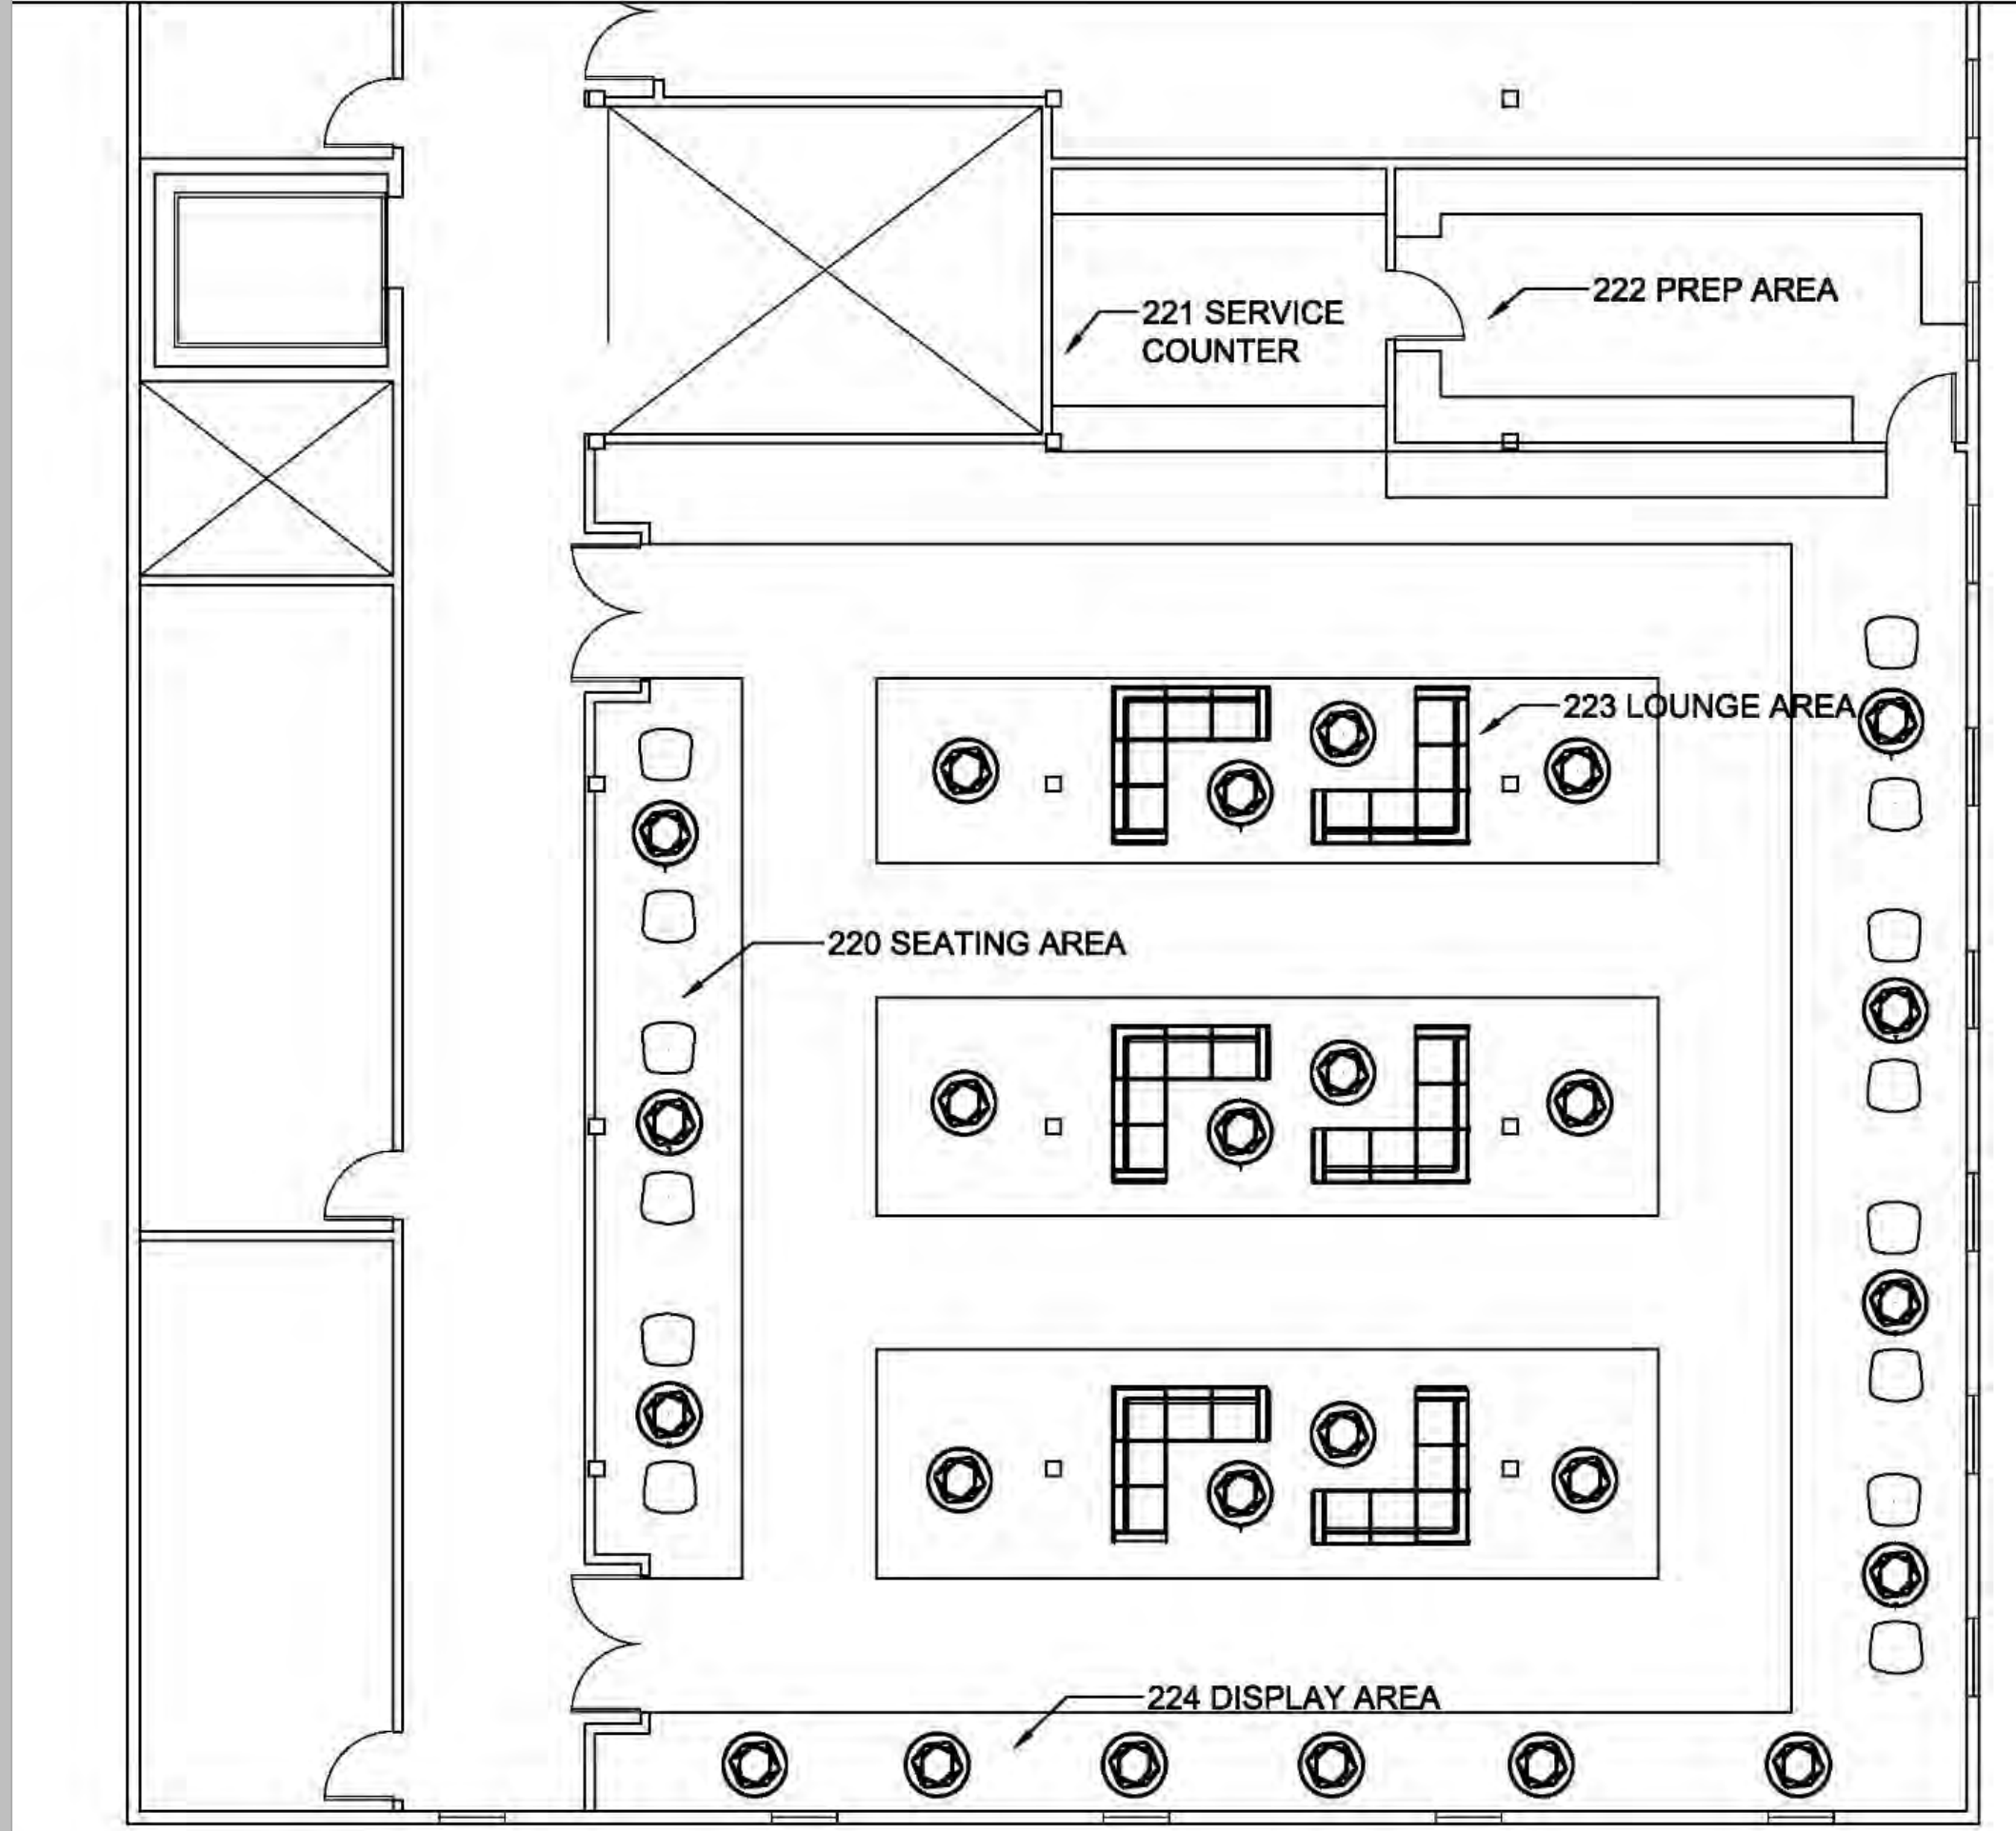 222 PREP AREA
221 SERVICE
COUNTER
223 LOUNGE AREA
220 SEATING AREA
224 DISPLAY AREA